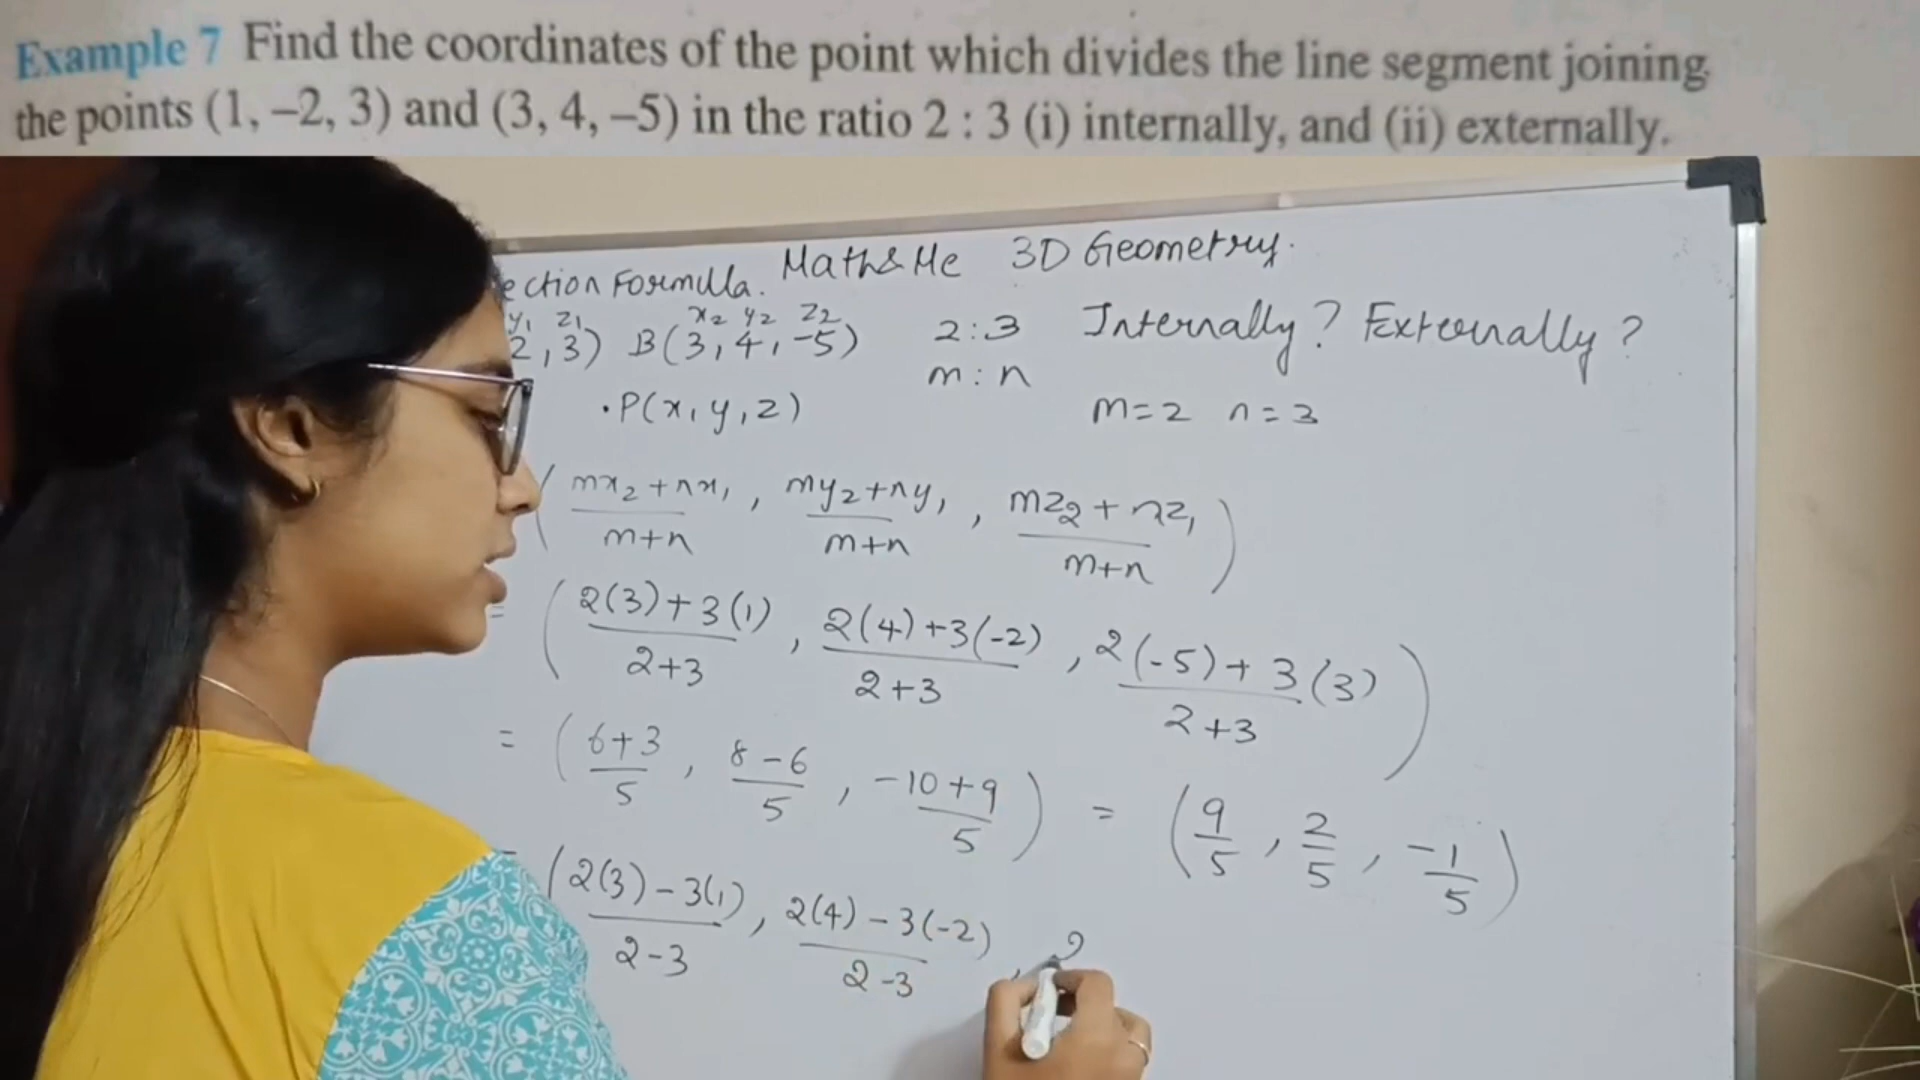 Example 7 Find the coordinates of the point which divides the line segment joining
the points (1, –2, 3) and (3, 4, –5) in the ratio 2 : 3 (i) internally, and (ii) externally.
Math&Me 3D Geometry.
ection Formula.
y₁ z₁ x₂ y₂ z₂
2, 3) B(3, 4, -5) 2:3 Internally? Externally?
m:n
.P(x, y, z) m=2 n=3
( (mx₂+nx₁)/(m+n) , (my₂+ny₁)/(m+n) , (mz₂+nz₁)/(m+n) )
= ( (2(3)+3(1))/(2+3) , (2(4)+3(-2))/(2+3) , (2(-5)+3(3))/(2+3) )
= ( (6+3)/5 , (8-6)/5 , (-10+9)/5 ) = ( 9/5 , 2/5 , -1/5 )
= ( (2(3)-3(1))/(2-3) , (2(4)-3(-2))/(2-3) , 2